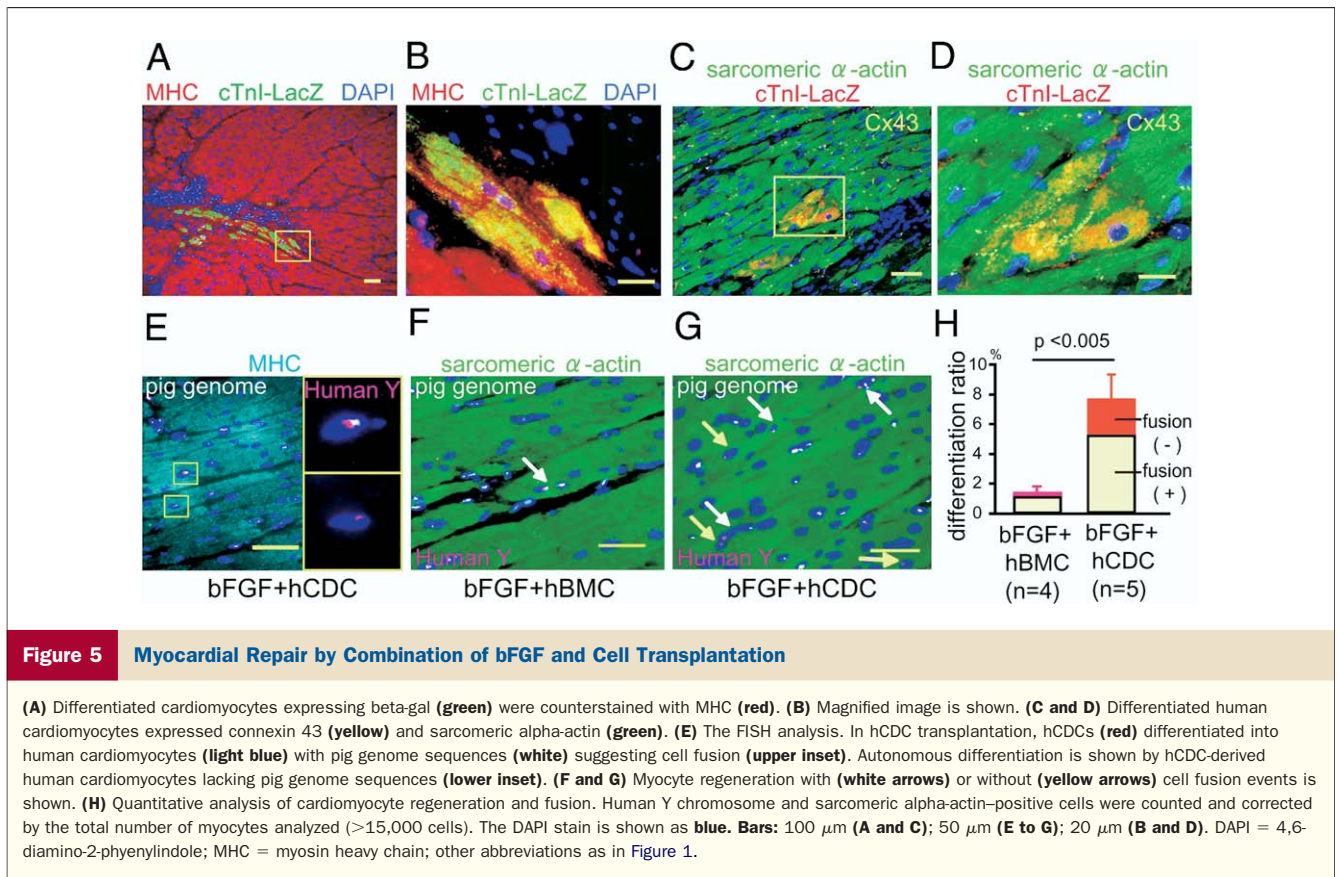 A
MHC cTnI-LacZ DAPI
B
MHC cTnI-LacZ DAPI
C
sarcomeric α-actin
cTnI-LacZ
Cx43
D
sarcomeric α-actin
cTnI-LacZ
Cx43
E
MHC
pig genome
Human Y
bFGF+hCDC
F
sarcomeric α-actin
pig genome
Human Y
bFGF+hBMC
G
sarcomeric α-actin
pig genome
Human Y
bFGF+hCDC
H
p <0.005
%
10
8
6
4
2
0
differentiation ratio
fusion
(-)
fusion
(+)
bFGF+
hBMC
(n=4)
bFGF+
hCDC
(n=5)
Figure 5 Myocardial Repair by Combination of bFGF and Cell Transplantation
(A) Differentiated cardiomyocytes expressing beta-gal (green) were counterstained with MHC (red). (B) Magnified image is shown. (C and D) Differentiated human
cardiomyocytes expressed connexin 43 (yellow) and sarcomeric alpha-actin (green). (E) The FISH analysis. In hCDC transplantation, hCDCs (red) differentiated into
human cardiomyocytes (light blue) with pig genome sequences (white) suggesting cell fusion (upper inset). Autonomous differentiation is shown by hCDC-derived
human cardiomyocytes lacking pig genome sequences (lower inset). (F and G) Myocyte regeneration with (white arrows) or without (yellow arrows) cell fusion events is
shown. (H) Quantitative analysis of cardiomyocyte regeneration and fusion. Human Y chromosome and sarcomeric alpha-actin–positive cells were counted and corrected
by the total number of myocytes analyzed (>15,000 cells). The DAPI stain is shown as blue. Bars: 100 μm (A and C); 50 μm (E to G); 20 μm (B and D). DAPI = 4,6-
diamino-2-phyenylindole; MHC = myosin heavy chain; other abbreviations as in Figure 1.